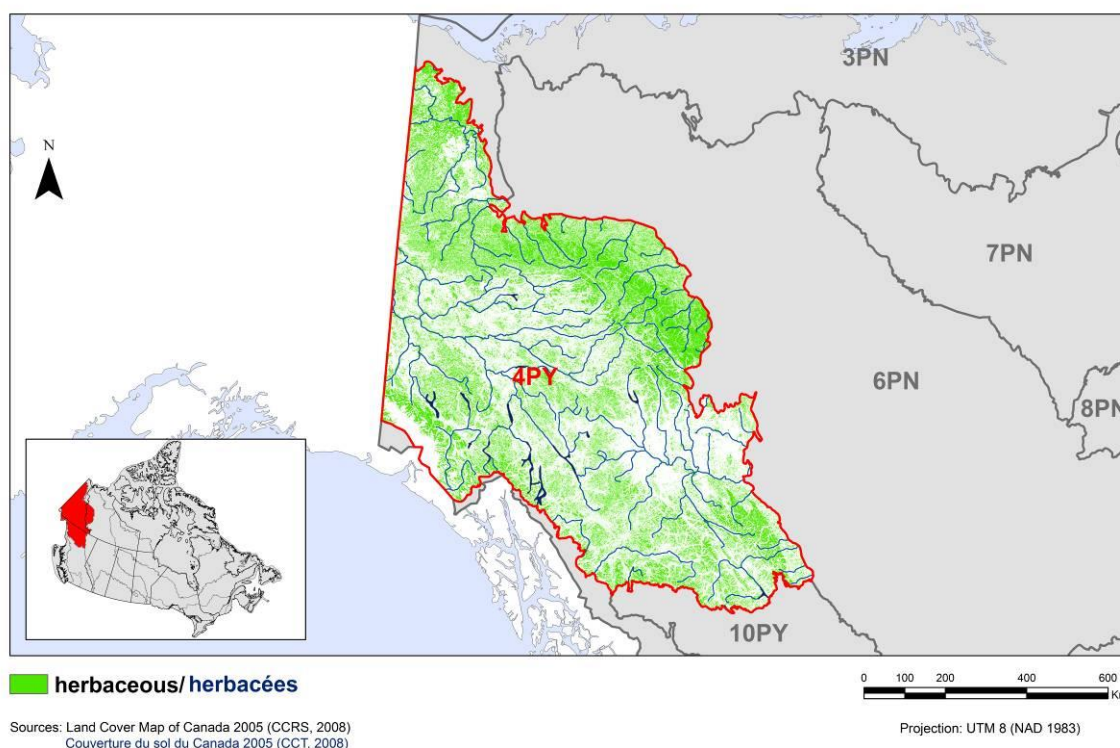 3PN
N
7PN
4PY
6PN
8PN
10PY
herbaceous/ herbacées
0 100 200 400 600
Sources: Land Cover Map of Canada 2005 (CCRS, 2008)
Couverture du sol du Canada 2005 (CCT, 2008)
Projection: UTM 8 (NAD 1983)